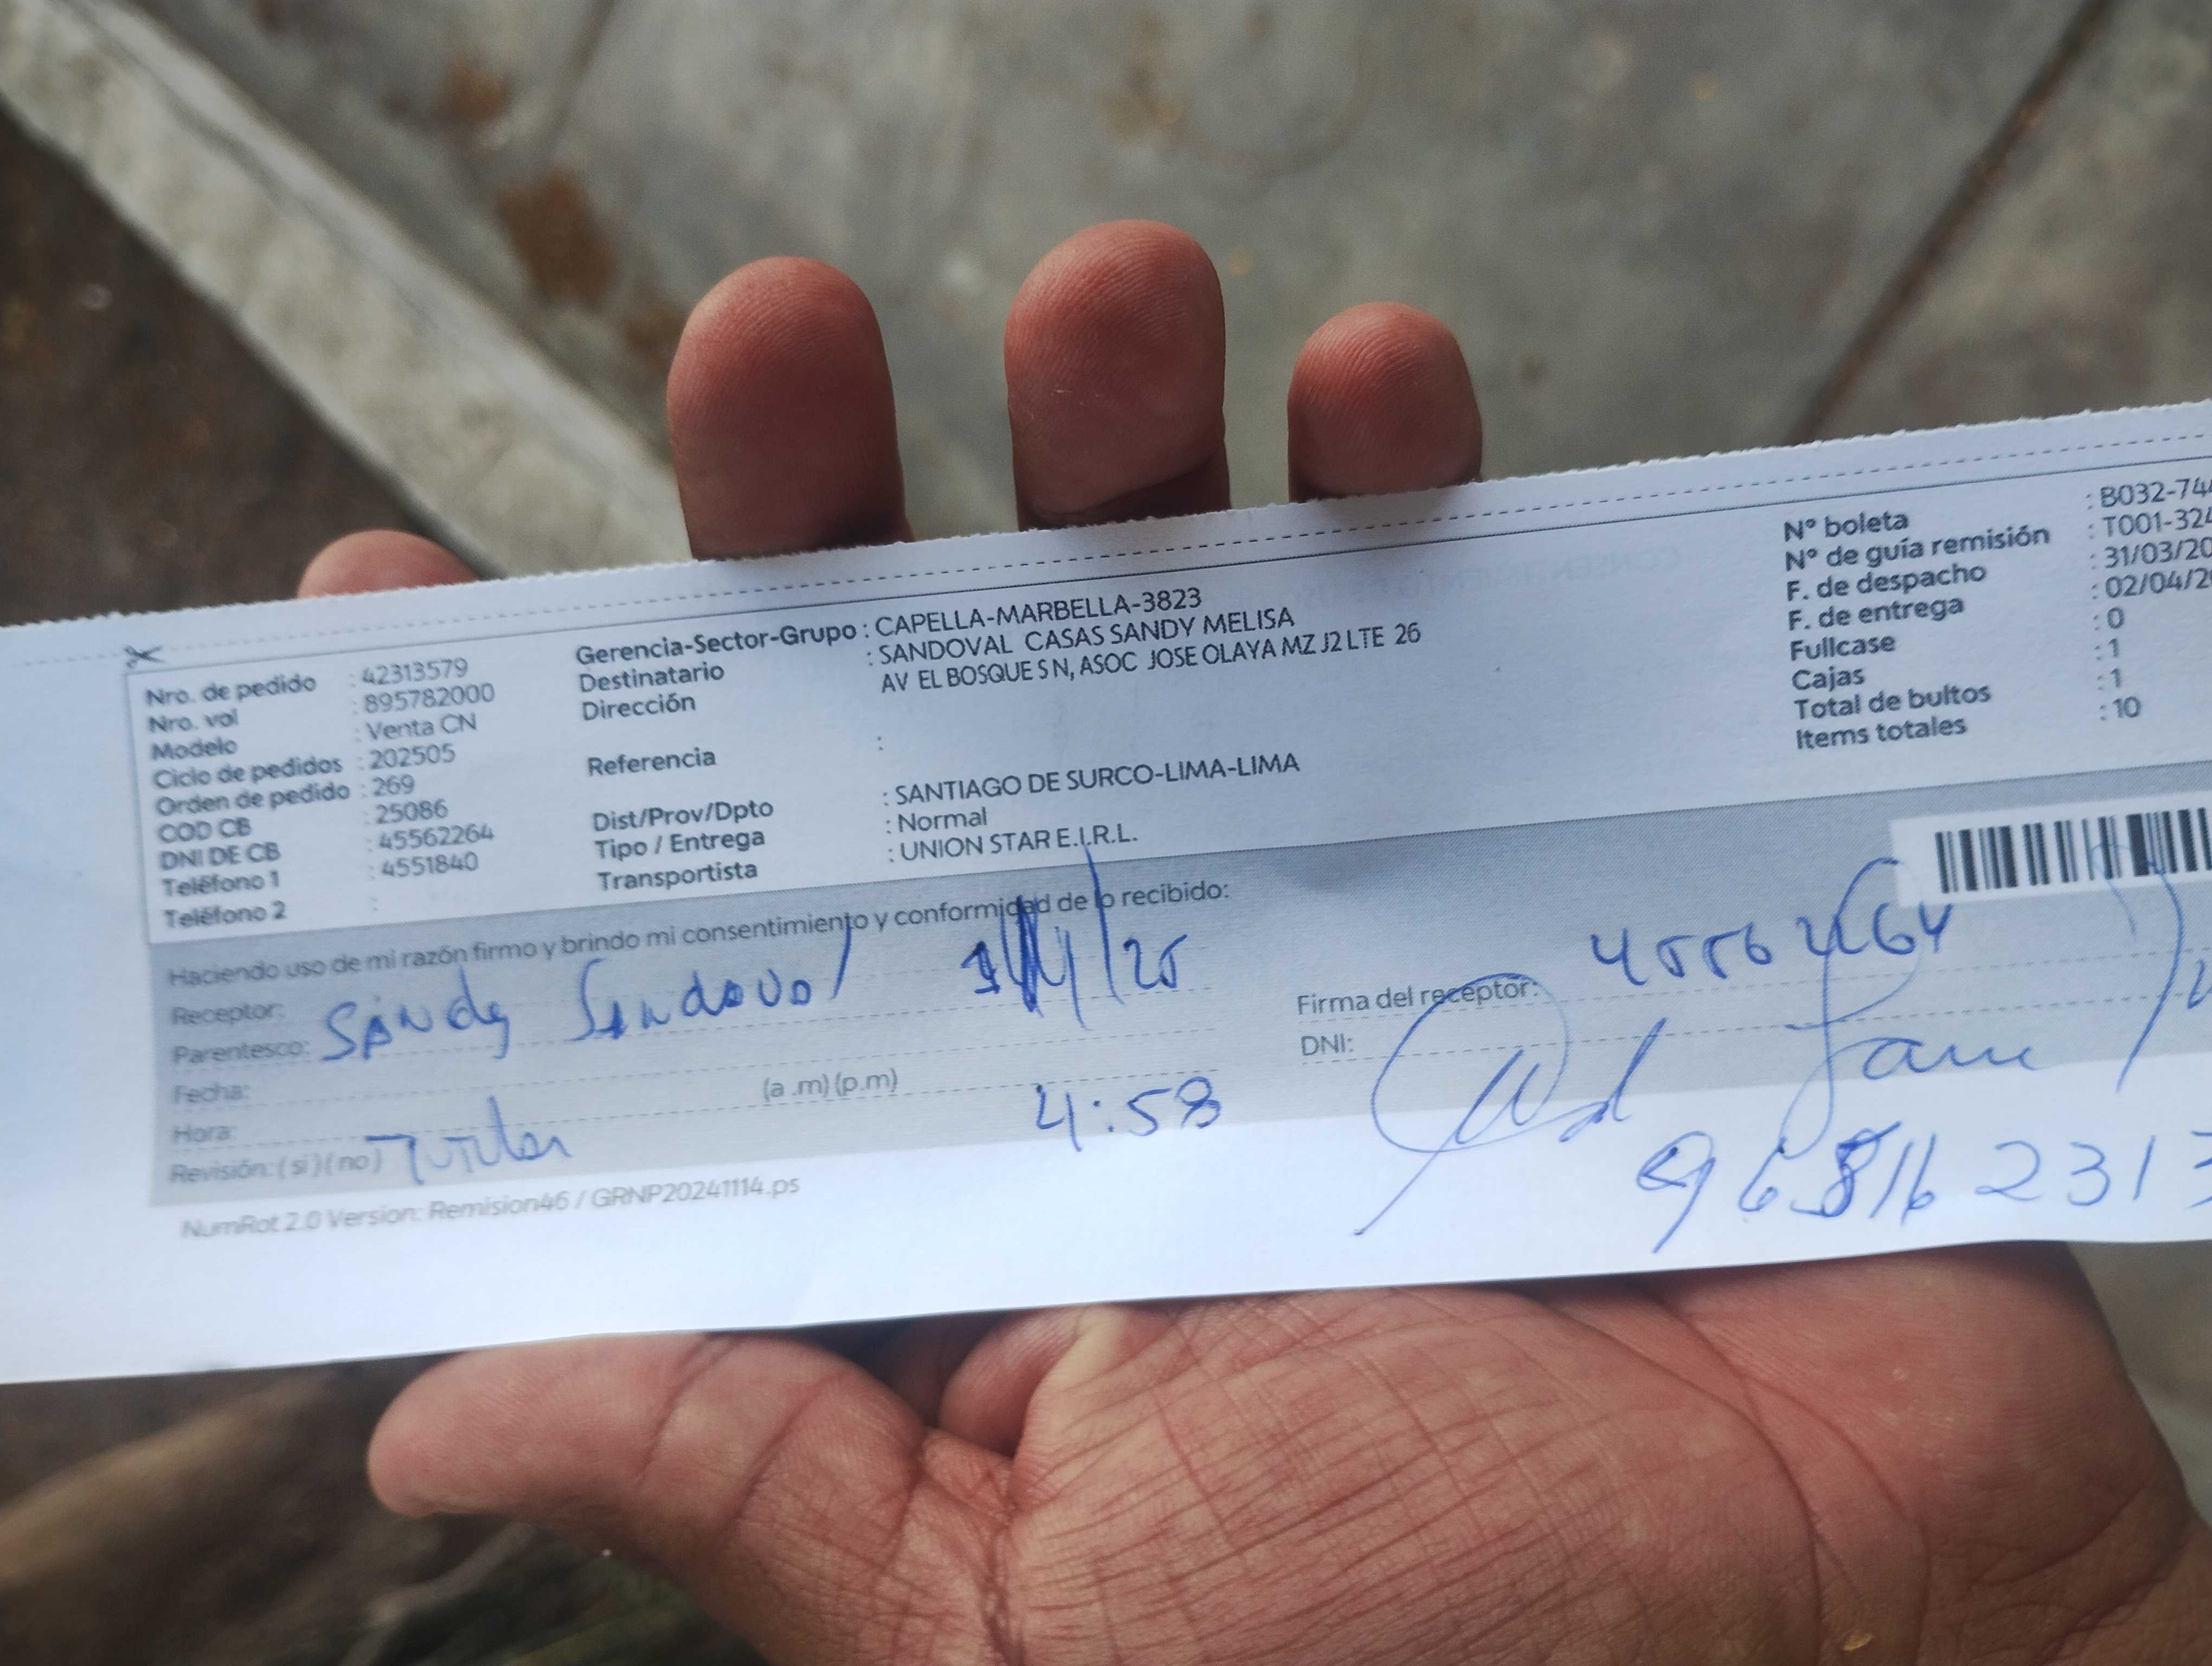 Nro. de pedido : 42313579
Nro. vol : 895782000
Modelo : Venta CN
Ciclo de pedidos : 202505
Orden de pedido : 269
COD CB : 25086
DNI DE CB : 45562264
Teléfono 1 : 4551840
Teléfono 2 :
Gerencia-Sector-Grupo : CAPELLA-MARBELLA-3823
Destinatario : SANDOVAL CASAS SANDY MELISA
Dirección AV EL BOSQUE S N, ASOC JOSE OLAYA MZ J2 LTE 26
Referencia :
Dist/Prov/Dpto : SANTIAGO DE SURCO-LIMA-LIMA
Tipo / Entrega : Normal
Transportista : UNION STAR E.I.R.L.
N° boleta : B032-74
N° de guía remisión : T001-324
F. de despacho : 31/03/20
F. de entrega : 02/04/2
Fullcase : 0
Cajas : 1
Total de bultos : 1
Items totales : 10
Haciendo uso de mi razón firmo y brindo mi consentimiento y conformidad de lo recibido:
Receptor: Sandy Sandoval
Parentesco:
Fecha:
Hora: (a .m) (p.m) 4:58
Revisión: ( si ) ( no )
Firma del receptor: 45562264
DNI:
NumRot 2.0 Version: Remision46 / GRNP20241114.ps